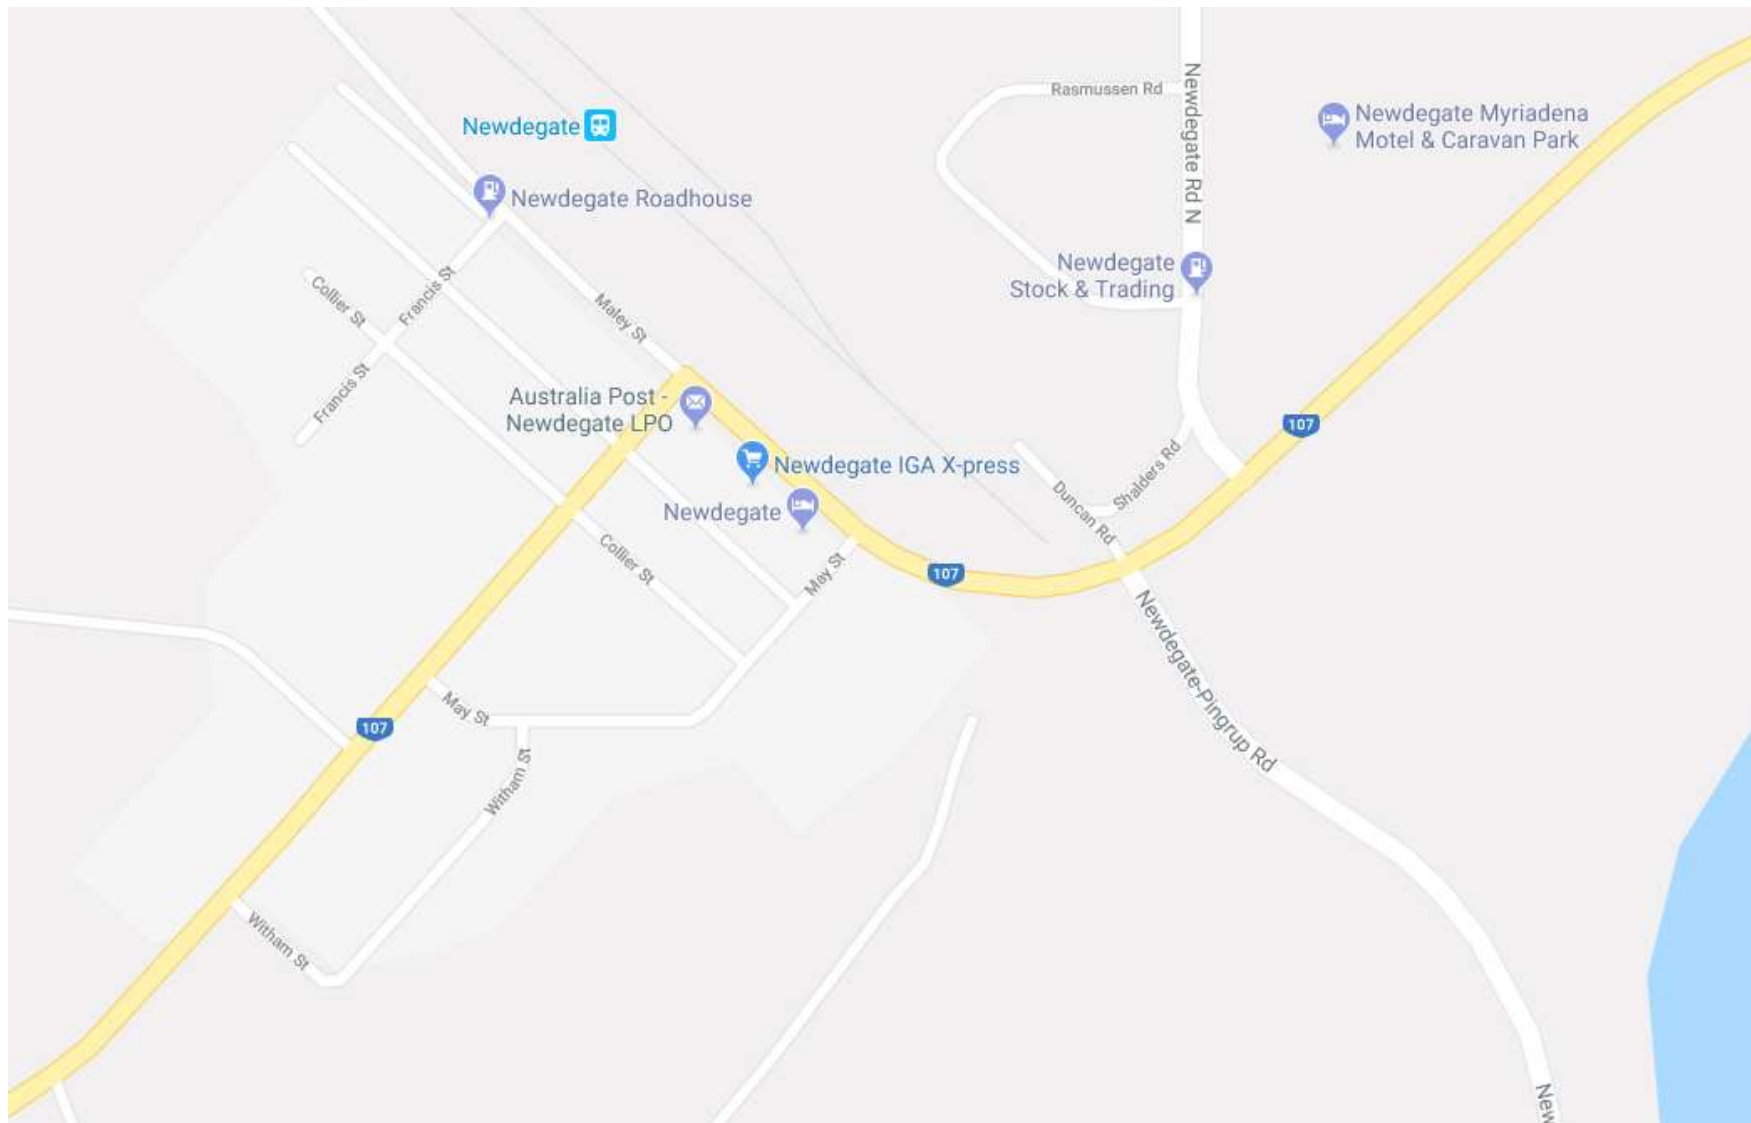 Rasmussen Rd
Newdegate Rd N
Newdegate Myriadena
Motel & Caravan Park
Newdegate
Newdegate Roadhouse
Newdegate
Stock & Trading
Collier St
Francis St
Maley St
Francis St
Australia Post -
Newdegate LPO
107
Newdegate IGA X-press
Shalders Rd
Duncan Rd
Newdegate
Collier St
May St
107
Newdegate-Pingrup Rd
May St
107
Witham St
Witham St
New